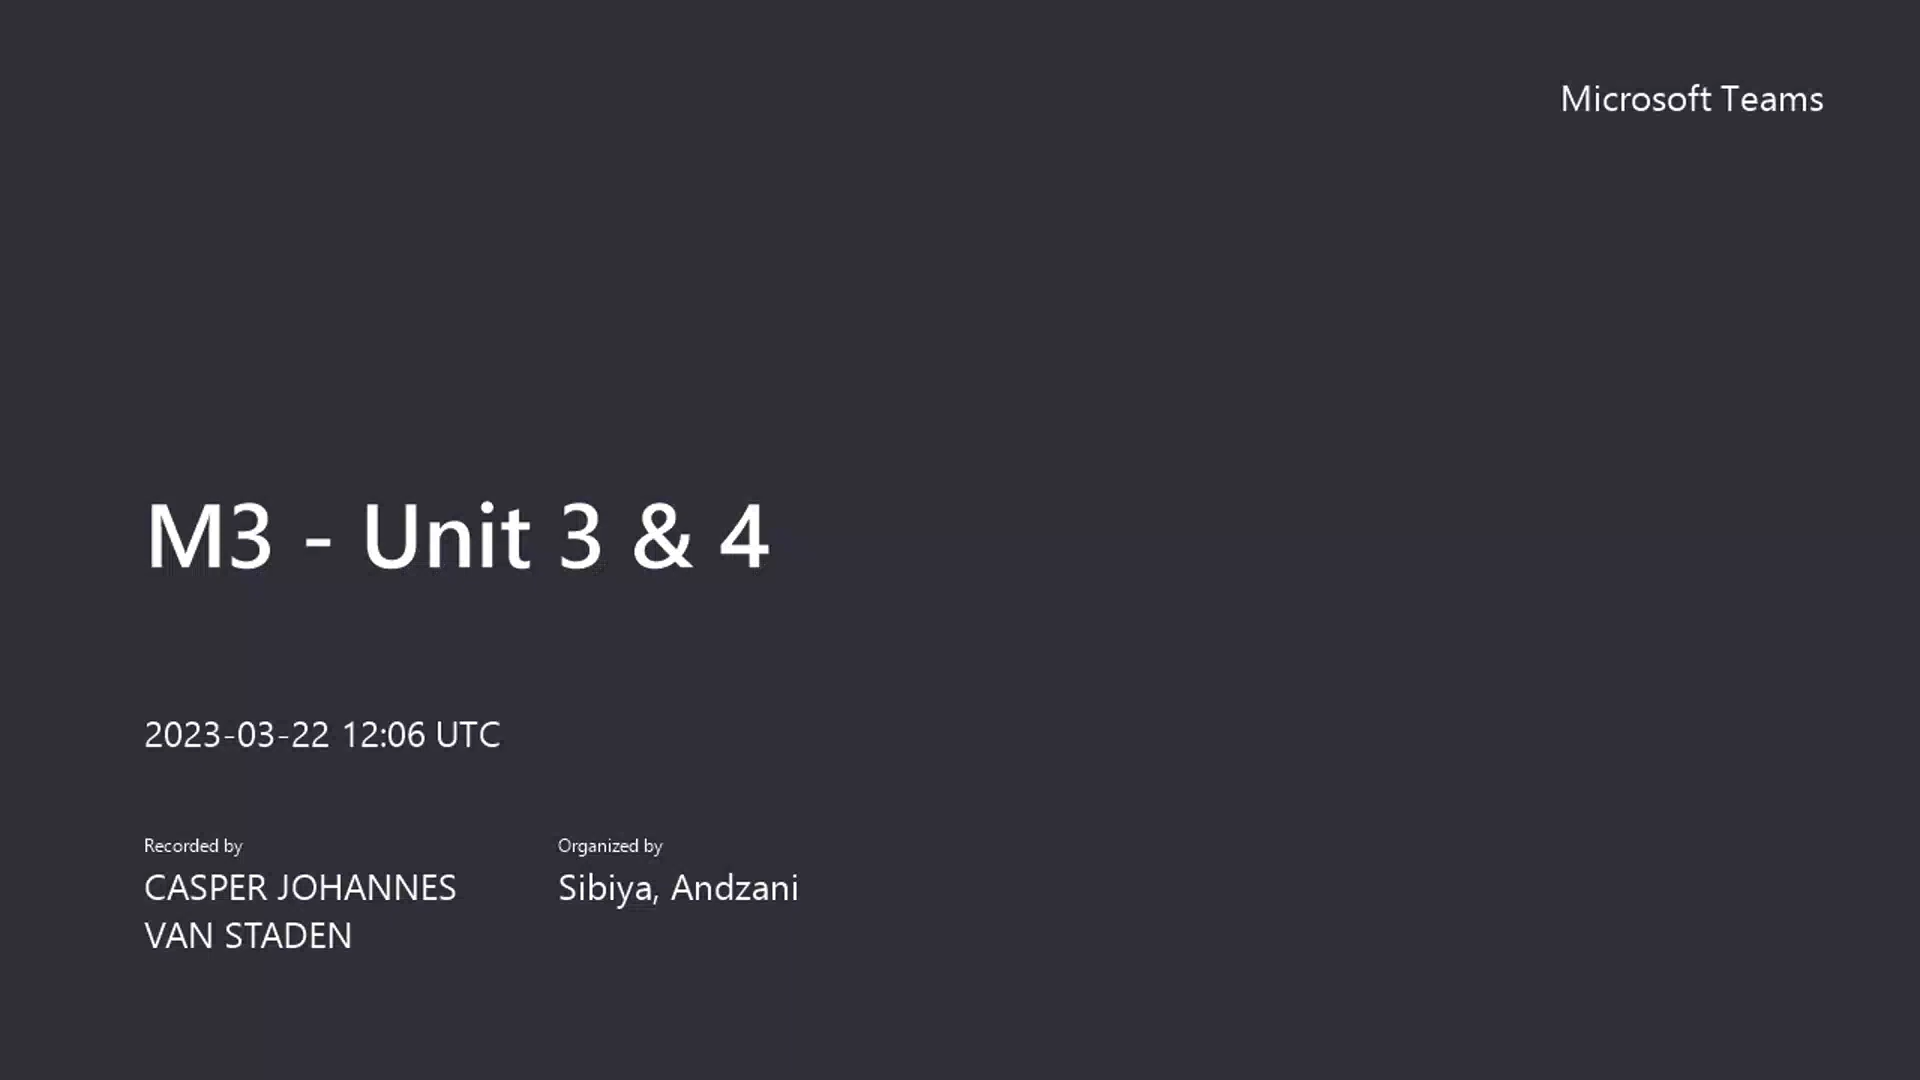 Microsoft Teams
M3 - Unit 3 & 4
2023-03-22 12:06 UTC
Recorded by
CASPER JOHANNES
VAN STADEN
Organized by
Sibiya, Andzani